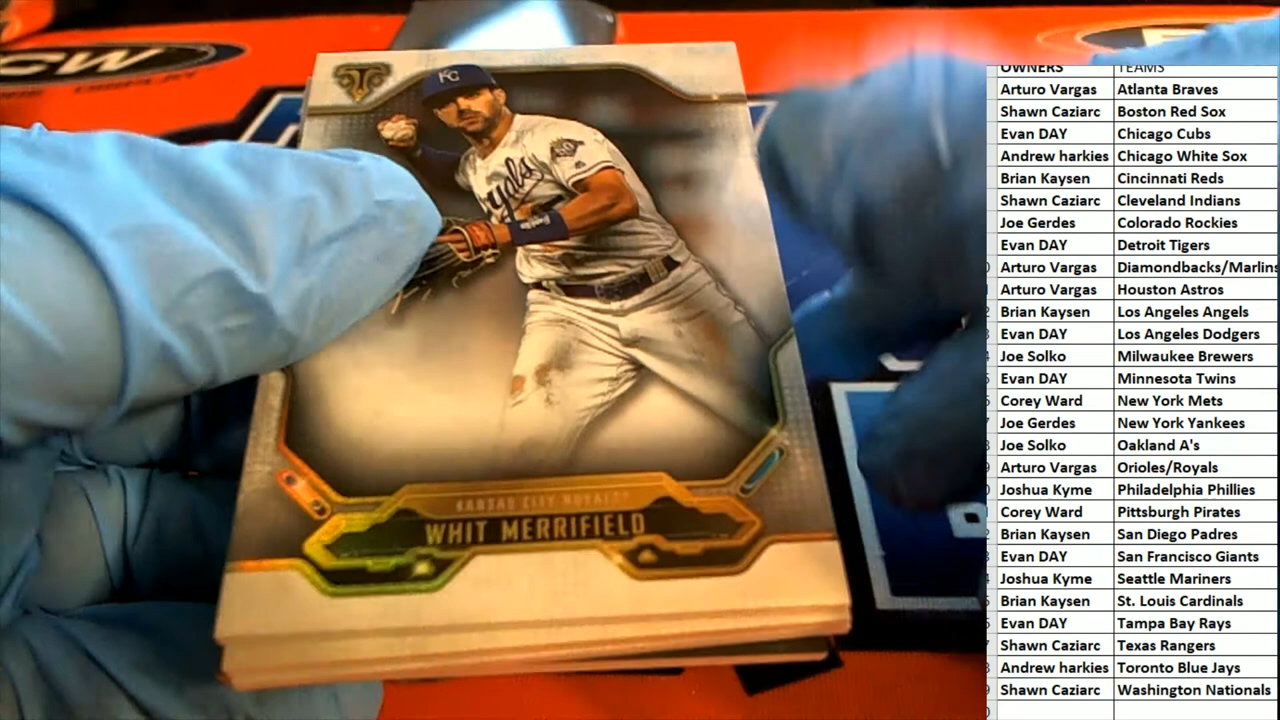 CW
KC
Royals
KANSAS CITY ROYALS
WHIT MERRIFIELD
OWNERS TEAMS
Arturo Vargas Atlanta Braves
Shawn Caziarc Boston Red Sox
Evan DAY Chicago Cubs
Andrew harkies Chicago White Sox
Brian Kaysen Cincinnati Reds
Shawn Caziarc Cleveland Indians
Joe Gerdes Colorado Rockies
Evan DAY Detroit Tigers
Arturo Vargas Diamondbacks/Marlins
Arturo Vargas Houston Astros
Brian Kaysen Los Angeles Angels
Evan DAY Los Angeles Dodgers
Joe Solko Milwaukee Brewers
Evan DAY Minnesota Twins
Corey Ward New York Mets
Joe Gerdes New York Yankees
Joe Solko Oakland A's
Arturo Vargas Orioles/Royals
Joshua Kyme Philadelphia Phillies
Corey Ward Pittsburgh Pirates
Brian Kaysen San Diego Padres
Evan DAY San Francisco Giants
Joshua Kyme Seattle Mariners
Brian Kaysen St. Louis Cardinals
Evan DAY Tampa Bay Rays
Shawn Caziarc Texas Rangers
Andrew harkies Toronto Blue Jays
Shawn Caziarc Washington Nationals